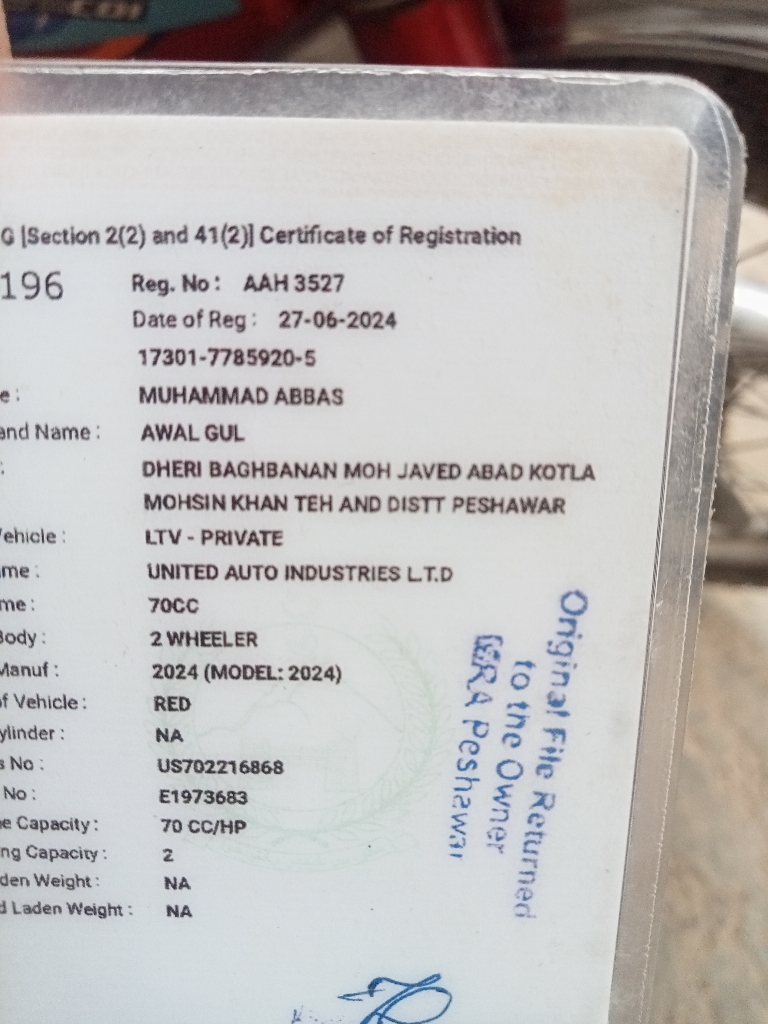 CDI
G [Section 2(2) and 41(2)] Certificate of Registration
196
Reg. No : AAH 3527
Date of Reg : 27-06-2024
17301-7785920-5
e : MUHAMMAD ABBAS
and Name : AWAL GUL
: DHERI BAGHBANAN MOH JAVED ABAD KOTLA
MOHSIN KHAN TEH AND DISTT PESHAWAR
ehicle : LTV - PRIVATE
me : UNITED AUTO INDUSTRIES L.T.D
me : 70CC
Body : 2 WHEELER
Manuf : 2024 (MODEL: 2024)
f Vehicle : RED
ylinder : NA
s No : US702216868
No : E1973683
e Capacity : 70 CC/HP
ng Capacity : 2
den Weight : NA
d Laden Weight : NA
Original File Returned
to the Owner
MRA Peshawar